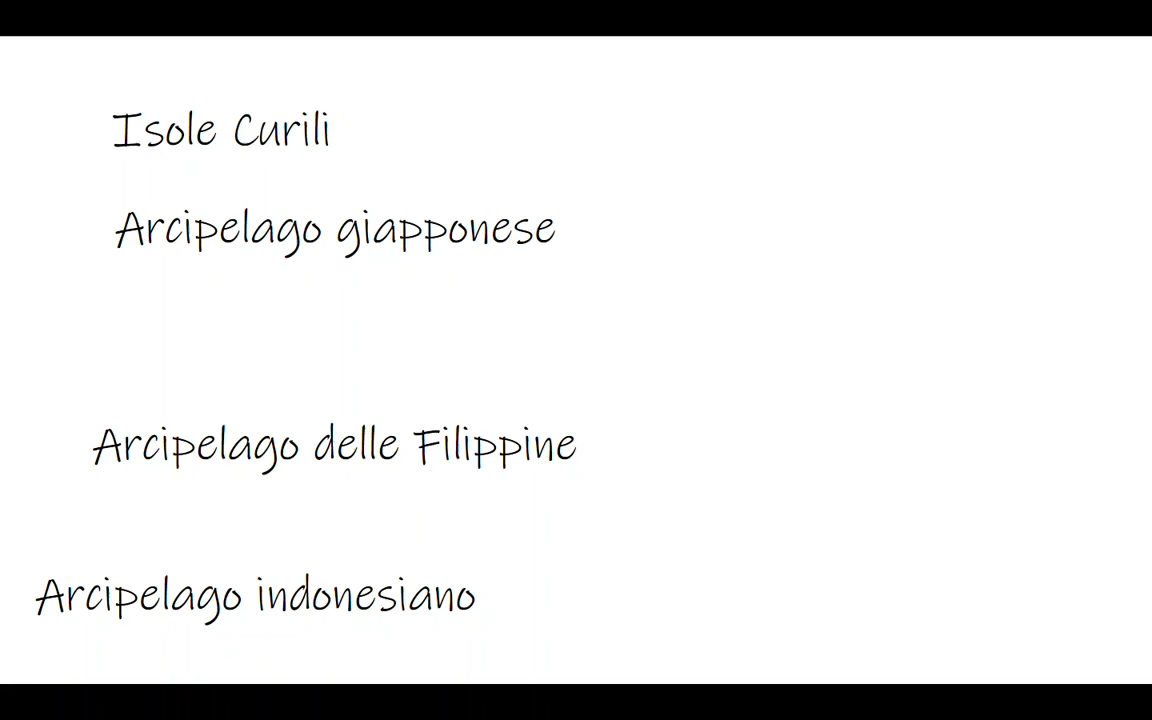 Isole Curili
Arcipelago giapponese
Arcipelago delle Filippine
Arcipelago indonesiano